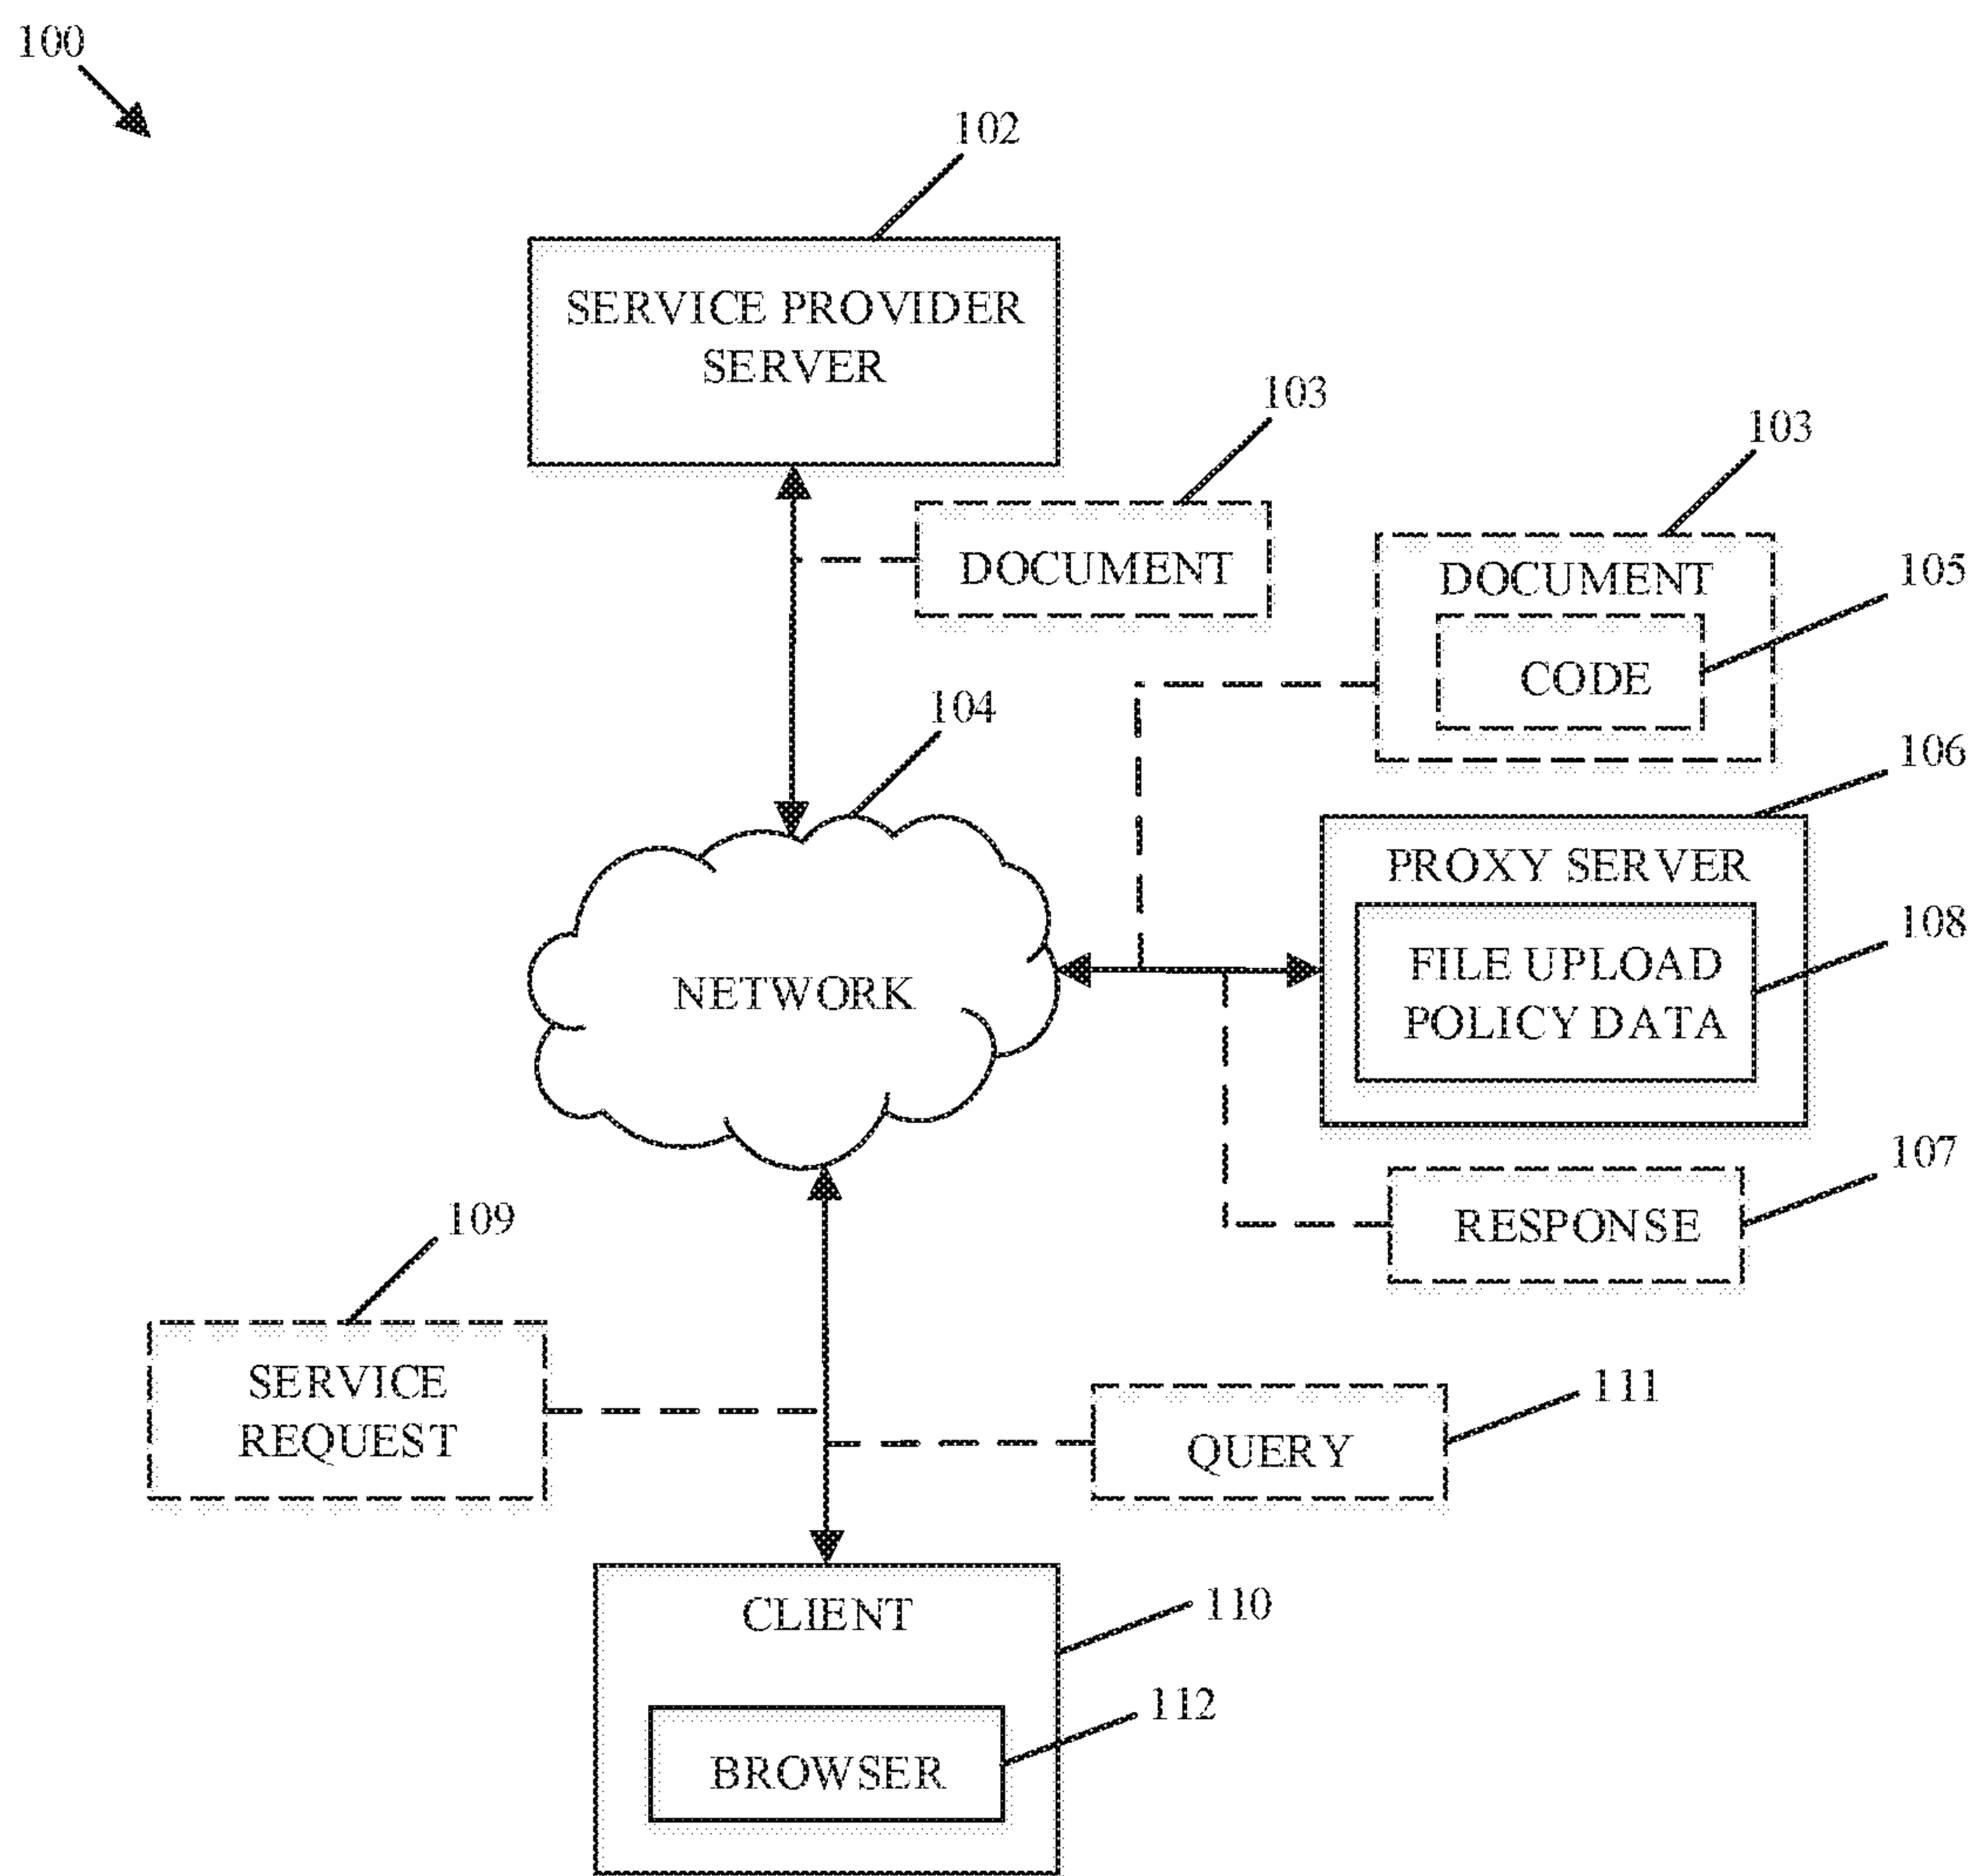 100
102
SERVICE PROVIDER
SERVER
103
103
DOCUMENT
DOCUMENT
105
CODE
104
106
PROXY SERVER
108
FILE UPLOAD
POLICY DATA
NETWORK
107
RESPONSE
109
SERVICE
REQUEST
111
QUERY
110
CLIENT
112
BROWSER